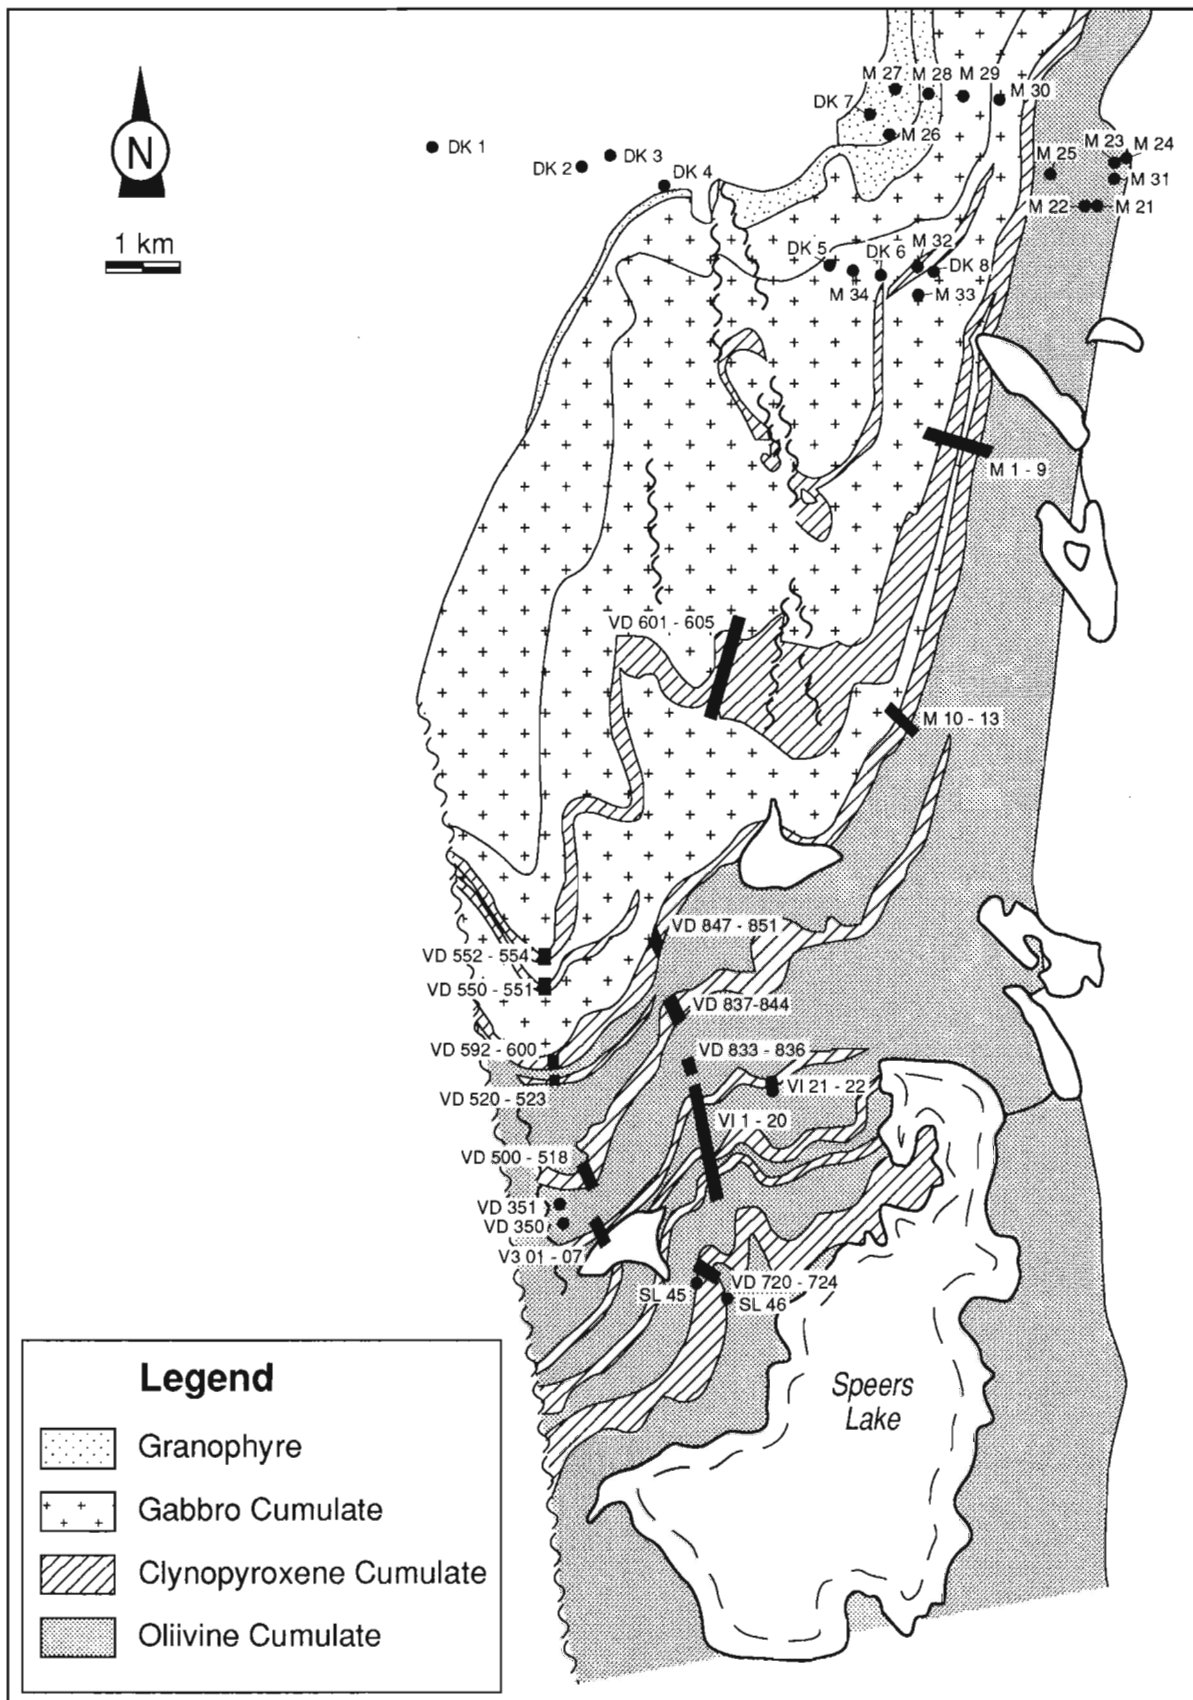 M 27
M 28
M 29
M 30
DK 7
M 26
M 23
M 24
M 25
M 31
M 22
M 21
N
DK 1
DK 2
DK 3
DK 4
1 km
DK 5
DK 6
M 32
DK 8
M 34
M 33
M 1 - 9
VD 601 - 605
M 10 - 13
VD 847 - 851
VD 552 - 554
VD 550 - 551
VD 837-844
VD 592 - 600
VD 833 - 836
VD 520 - 523
VI 21 - 22
VI 1 - 20
VD 500 - 518
VD 351
VD 350
V3 01 - 07
VD 720 - 724
SL 45
SL 46
Speers
Lake
Legend
Granophyre
Gabbro Cumulate
Clynopyroxene Cumulate
Oliivine Cumulate